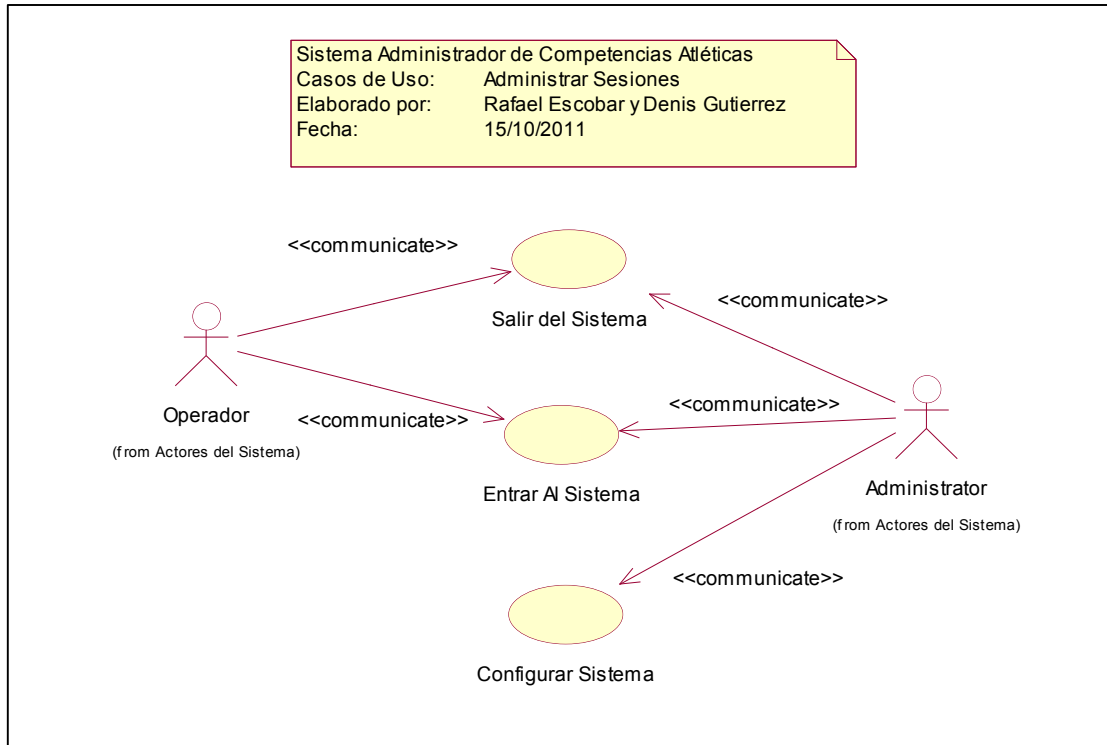 Sistema Administrador de Competencias Atléticas
Casos de Uso: Administrar Sesiones
Elaborado por: Rafael Escobar y Denis Gutierrez
Fecha: 15/10/2011
<<communicate>>
Salir del Sistema
<<communicate>>
Operador
(from Actores del Sistema)
<<communicate>>
<<communicate>>
Entrar Al Sistema
Administrator
(from Actores del Sistema)
<<communicate>>
Configurar Sistema